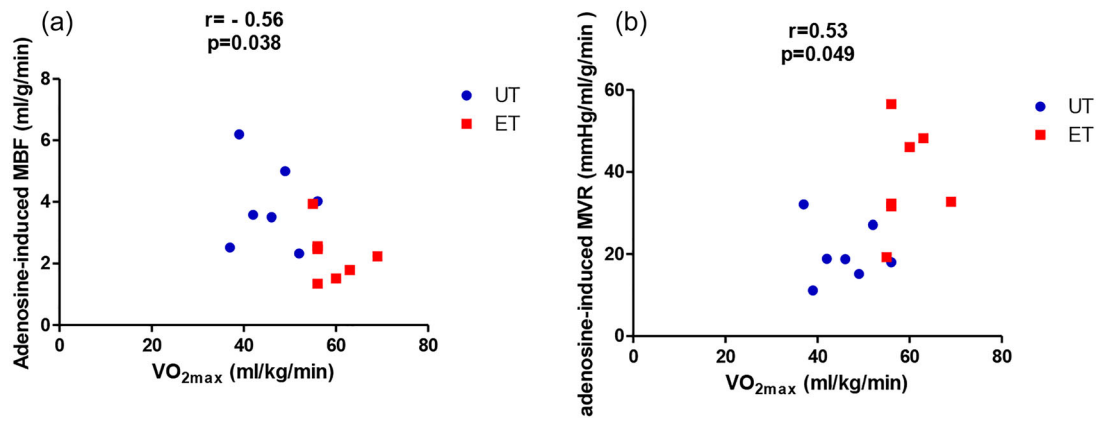 (a)
r= - 0.56
p=0.038
Adenosine-induced MBF (ml/g/min)
8
6
4
2
0
0 20 40 60 80
VO2max (ml/kg/min)
UT
ET
(b)
r=0.53
p=0.049
adenosine-induced MVR (mmHg/ml/g/min )
60
40
20
0
0 20 40 60 80
VO2max (ml/kg/min)
UT
ET